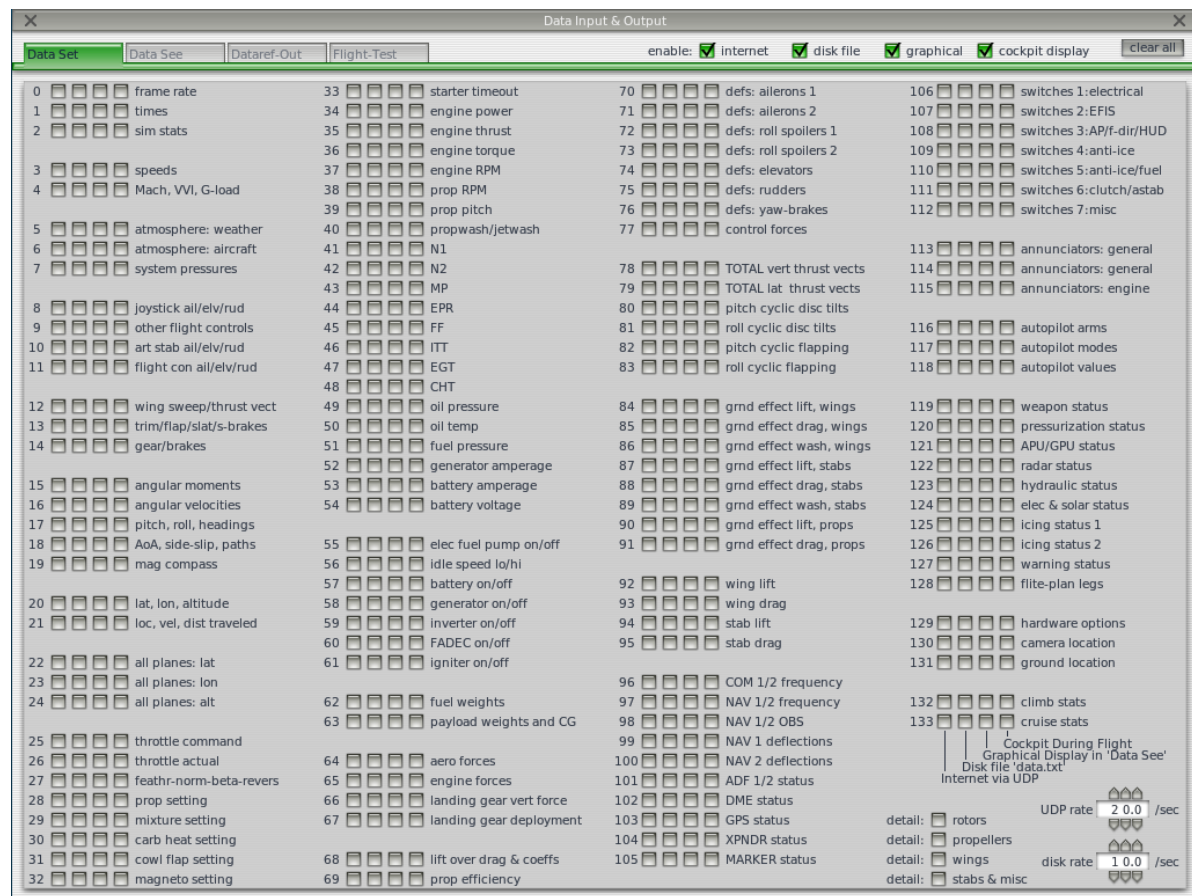 Data Input & Output
Data Set
Data See
Dataref-Out
Flight-Test
enable: internet disk file graphical cockpit display clear all
0 frame rate
1 times
2 sim stats
3 speeds
4 Mach, VVI, G-load
5 atmosphere: weather
6 atmosphere: aircraft
7 system pressures
8 joystick ail/elv/rud
9 other flight controls
10 art stab ail/elv/rud
11 flight con ail/elv/rud
12 wing sweep/thrust vect
13 trim/flap/slat/s-brakes
14 gear/brakes
15 angular moments
16 angular velocities
17 pitch, roll, headings
18 AoA, side-slip, paths
19 mag compass
20 lat, lon, altitude
21 loc, vel, dist traveled
22 all planes: lat
23 all planes: lon
24 all planes: alt
25 throttle command
26 throttle actual
27 feathr-norm-beta-revers
28 prop setting
29 mixture setting
30 carb heat setting
31 cowl flap setting
32 magneto setting
33 starter timeout
34 engine power
35 engine thrust
36 engine torque
37 engine RPM
38 prop RPM
39 prop pitch
40 propwash/jetwash
41 N1
42 N2
43 MP
44 EPR
45 FF
46 ITT
47 EGT
48 CHT
49 oil pressure
50 oil temp
51 fuel pressure
52 generator amperage
53 battery amperage
54 battery voltage
55 elec fuel pump on/off
56 idle speed lo/hi
57 battery on/off
58 generator on/off
59 inverter on/off
60 FADEC on/off
61 igniter on/off
62 fuel weights
63 payload weights and CG
64 aero forces
65 engine forces
66 landing gear vert force
67 landing gear deployment
68 lift over drag & coeffs
69 prop efficiency
70 defs: ailerons 1
71 defs: ailerons 2
72 defs: roll spoilers 1
73 defs: roll spoilers 2
74 defs: elevators
75 defs: rudders
76 defs: yaw-brakes
77 control forces
78 TOTAL vert thrust vects
79 TOTAL lat thrust vects
80 pitch cyclic disc tilts
81 roll cyclic disc tilts
82 pitch cyclic flapping
83 roll cyclic flapping
84 grnd effect lift, wings
85 grnd effect drag, wings
86 grnd effect wash, wings
87 grnd effect lift, stabs
88 grnd effect drag, stabs
89 grnd effect wash, stabs
90 grnd effect lift, props
91 grnd effect drag, props
92 wing lift
93 wing drag
94 stab lift
95 stab drag
96 COM 1/2 frequency
97 NAV 1/2 frequency
98 NAV 1/2 OBS
99 NAV 1 deflections
100 NAV 2 deflections
101 ADF 1/2 status
102 DME status
103 GPS status
104 XPNDR status
105 MARKER status
106 switches 1:electrical
107 switches 2:EFIS
108 switches 3:AP/f-dir/HUD
109 switches 4:anti-ice
110 switches 5:anti-ice/fuel
111 switches 6:clutch/astab
112 switches 7:misc
113 annunciators: general
114 annunciators: general
115 annunciators: engine
116 autopilot arms
117 autopilot modes
118 autopilot values
119 weapon status
120 pressurization status
121 APU/GPU status
122 radar status
123 hydraulic status
124 elec & solar status
125 icing status 1
126 icing status 2
127 warning status
128 flite-plan legs
129 hardware options
130 camera location
131 ground location
132 climb stats
133 cruise stats
Cockpit During Flight
Graphical Display in 'Data See'
Disk file 'data.txt'
Internet via UDP
detail: rotors
detail: propellers
detail: wings
detail: stabs & misc
UDP rate 20.0 /sec
disk rate 10.0 /sec